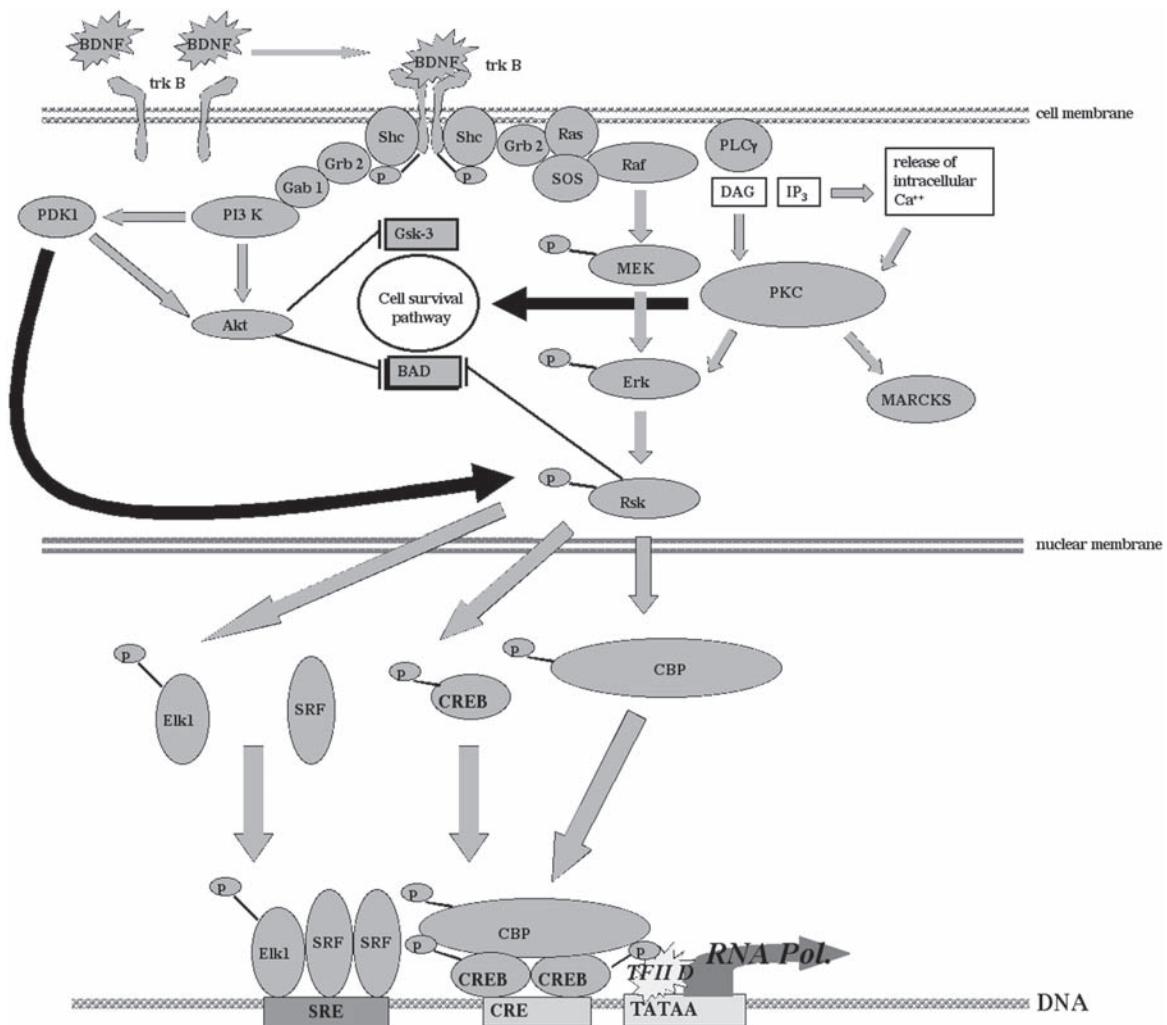 BDNF
BDNF
BDNF
trk B
trk B
cell membrane
Shc
Shc
Ras
Grb 2
Grb 2
SOS
Raf
PLCγ
P
P
Gab 1
DAG
IP3
release of
intracellular
Ca++
PDK1
PI3 K
Gsk-3
P
MEK
PKC
Cell survival
pathway
Akt
BAD
P
Erk
MARCKS
P
Rsk
nuclear membrane
P
P
P
Elk1
SRF
CREB
CBP
P
P
Elk1
SRF
SRF
CBP
P
P
CREB
CREB
TFII D
RNA Pol.
SRE
CRE
TATAA
DNA